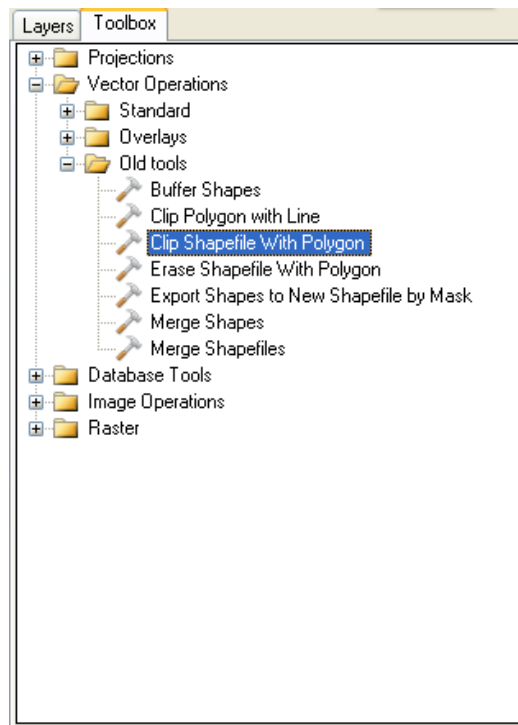 Layers Toolbox
Projections
Vector Operations
Standard
Overlays
Old tools
Buffer Shapes
Clip Polygon with Line
Clip Shapefile With Polygon
Erase Shapefile With Polygon
Export Shapes to New Shapefile by Mask
Merge Shapes
Merge Shapefiles
Database Tools
Image Operations
Raster